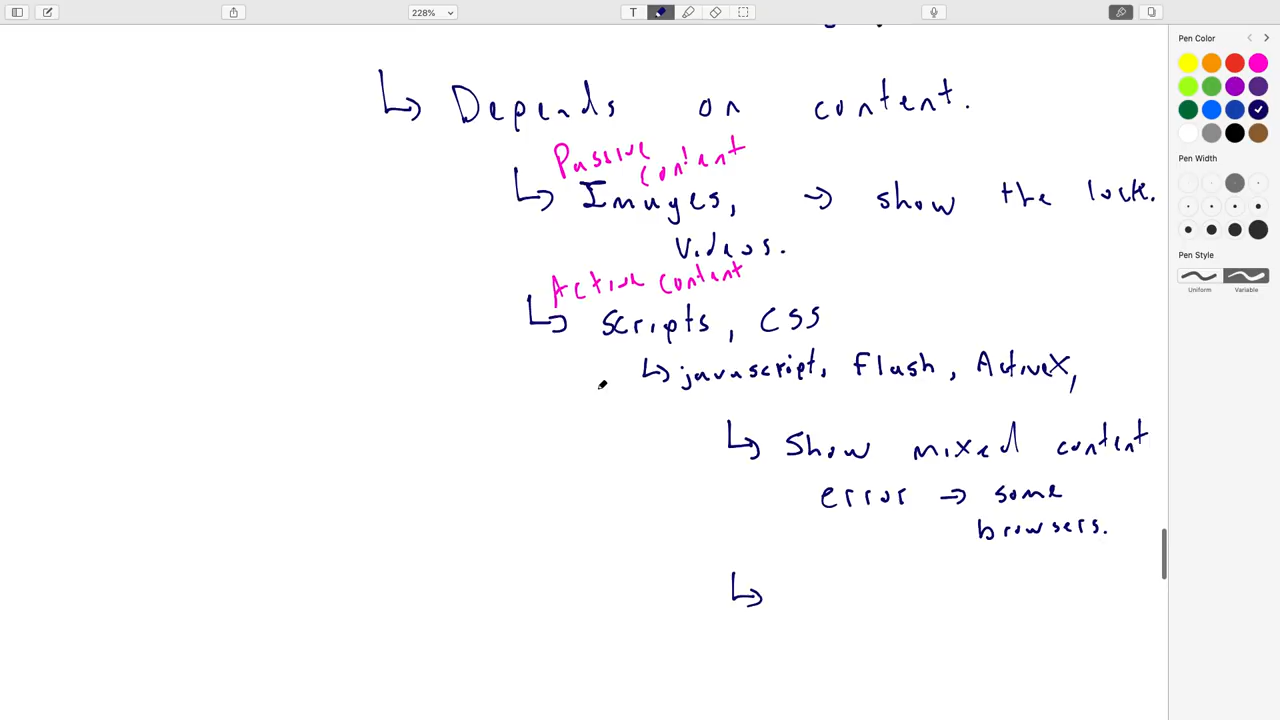 228%
Pen Color
Depends on content.
Passive content
Images, → show the lock.
Videos.
Pen Width
Active content
Scripts, CSS
Pen Style
Uniform
Variable
javascript, Flash, ActiveX,
Show mixed content
error → some
browsers.